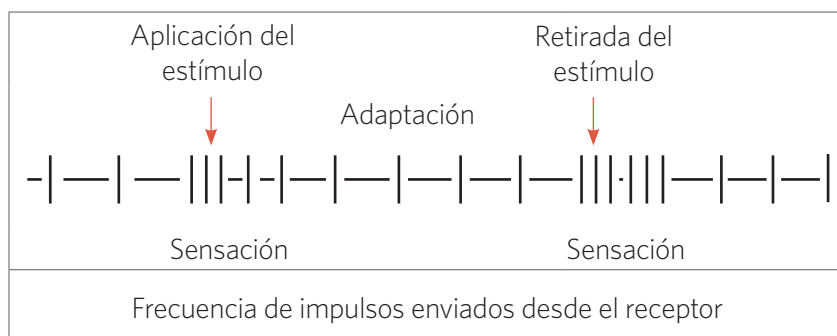 Aplicación del
estímulo
Retirada del
estímulo
Adaptación
Sensación
Sensación
Frecuencia de impulsos enviados desde el receptor